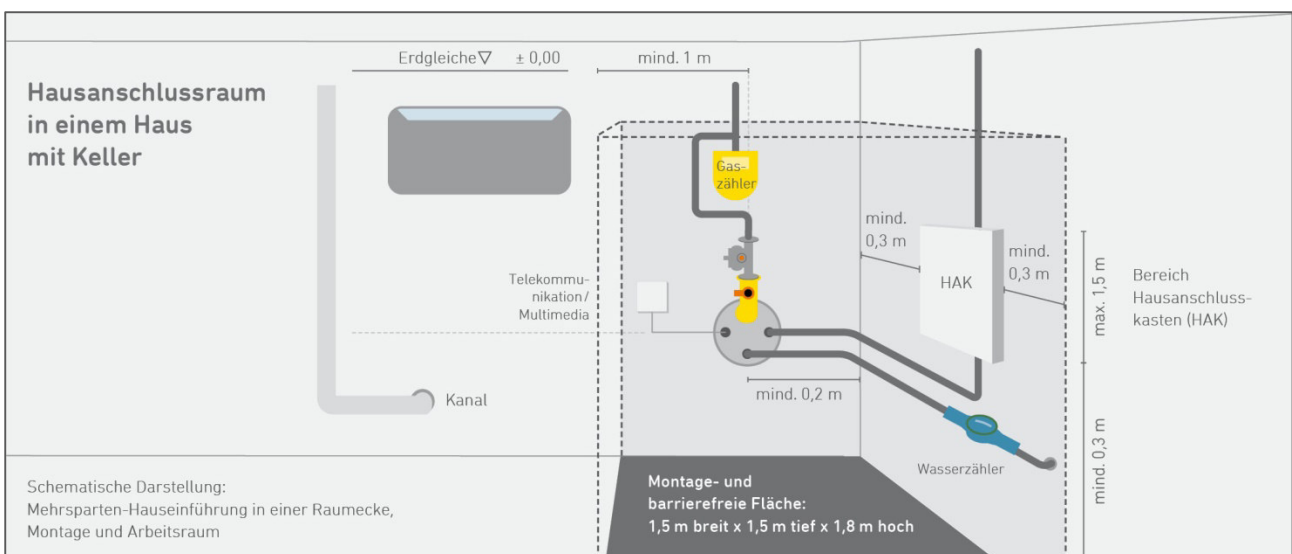 Hausanschlussraum
in einem Haus
mit Keller
Erdgleiche ▽ ± 0,00
mind. 1 m
Gas-
zähler
mind.
0,3 m
mind.
0,3 m
HAK
max. 1,5 m
Bereich
Hausanschluss-
kasten (HAK)
Telekommu-
nikation /
Multimedia
mind. 0,2 m
Kanal
mind. 0,3 m
Wasserzähler
Montage- und
barrierefreie Fläche:
1,5 m breit x 1,5 m tief x 1,8 m hoch
Schematische Darstellung:
Mehrsparten-Hauseinführung in einer Raumecke,
Montage und Arbeitsraum